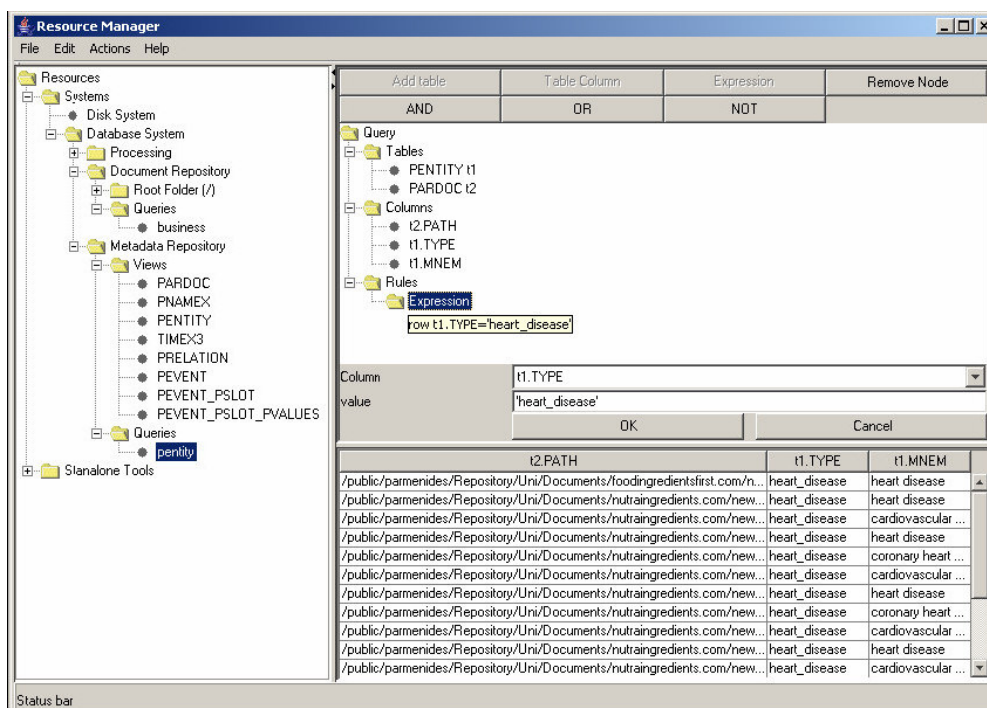 Resource Manager
File Edit Actions Help
Resources
Systems
Disk System
Database System
Processing
Document Repository
Root Folder (/)
Queries
business
Metadata Repository
Views
PARDOC
PNAMEX
PENTITY
TIMEX3
PRELATION
PEVENT
PEVENT_PSLOT
PEVENT_PSLOT_PVALUES
Queries
pentity
Stanalone Tools
Add table Table Column Expression Remove Node
AND OR NOT
Query
Tables
PENTITY t1
PARDOC t2
Columns
t2.PATH
t1.TYPE
t1.MNEM
Rules
Expression
row t1.TYPE='heart_disease'
Column t1.TYPE
value 'heart_disease'
OK Cancel
t2.PATH t1.TYPE t1.MNEM
/public/parmenides/Repository/Uni/Documents/foodingredientsfirst.com/n... heart_disease heart disease
/public/parmenides/Repository/Uni/Documents/nutraingredients.com/new... heart_disease heart disease
/public/parmenides/Repository/Uni/Documents/nutraingredients.com/new... heart_disease cardiovascular ...
/public/parmenides/Repository/Uni/Documents/nutraingredients.com/new... heart_disease heart disease
/public/parmenides/Repository/Uni/Documents/nutraingredients.com/new... heart_disease coronary heart ...
/public/parmenides/Repository/Uni/Documents/nutraingredients.com/new... heart_disease cardiovascular ...
/public/parmenides/Repository/Uni/Documents/nutraingredients.com/new... heart_disease heart disease
/public/parmenides/Repository/Uni/Documents/nutraingredients.com/new... heart_disease coronary heart ...
/public/parmenides/Repository/Uni/Documents/nutraingredients.com/new... heart_disease cardiovascular ...
/public/parmenides/Repository/Uni/Documents/nutraingredients.com/new... heart_disease heart disease
/public/parmenides/Repository/Uni/Documents/nutraingredients.com/new... heart_disease cardiovascular ...
Status bar